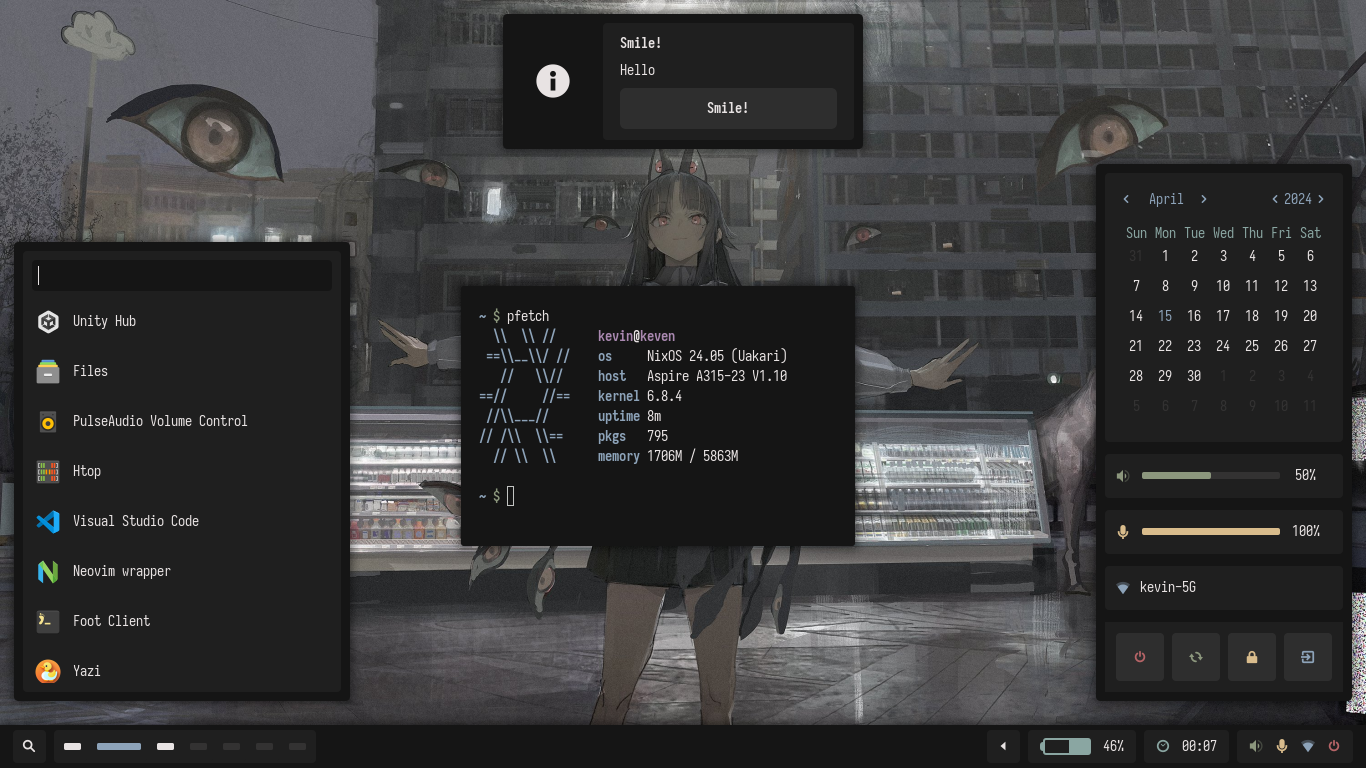 Smile!
Hello
Smile!
Unity Hub
Files
PulseAudio Volume Control
Htop
Visual Studio Code
Neovim wrapper
Foot Client
Yazi
~ $ pfetch
  \\  \\ //     kevin@keven
 ==\\__\\/ //   os     NixOS 24.05 (Uakari)
   //   \\//    host   Aspire A315-23 V1.10
==//     //==   kernel 6.8.4
 //\\___//      uptime 8m
// /\\  \\==    pkgs   795
  // \\  \\     memory 1706M / 5863M
~ $
‹ April › ‹ 2024 ›
Sun Mon Tue Wed Thu Fri Sat
31 1 2 3 4 5 6
7 8 9 10 11 12 13
14 15 16 17 18 19 20
21 22 23 24 25 26 27
28 29 30 1 2 3 4
5 6 7 8 9 10 11
50%
100%
kevin-5G
46%
00:07